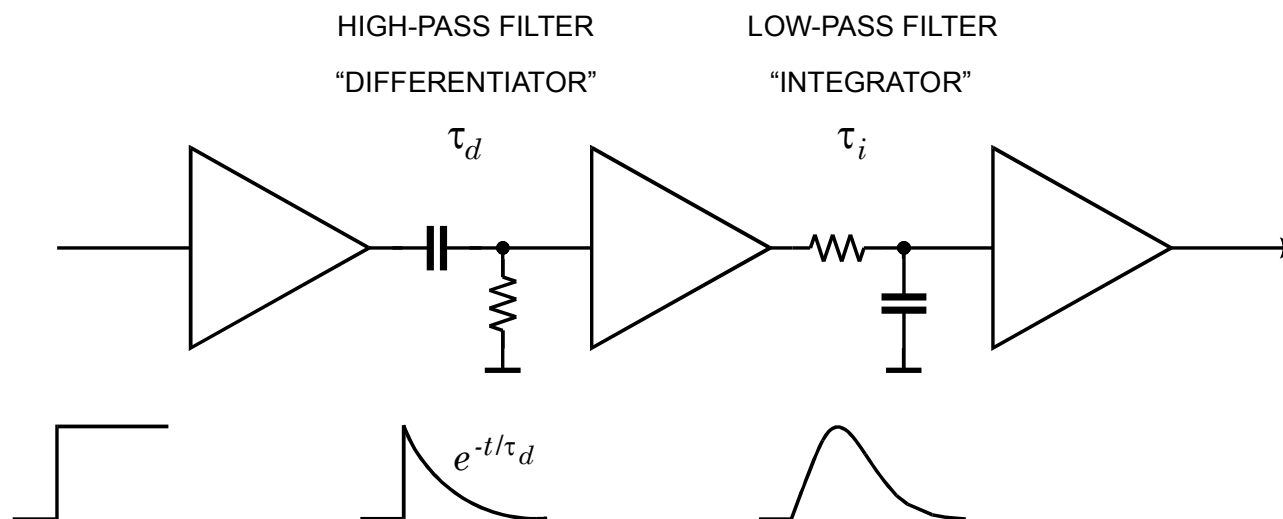 HIGH-PASS FILTER
“DIFFERENTIATOR”
τd
LOW-PASS FILTER
“INTEGRATOR”
τi
e-t/τd